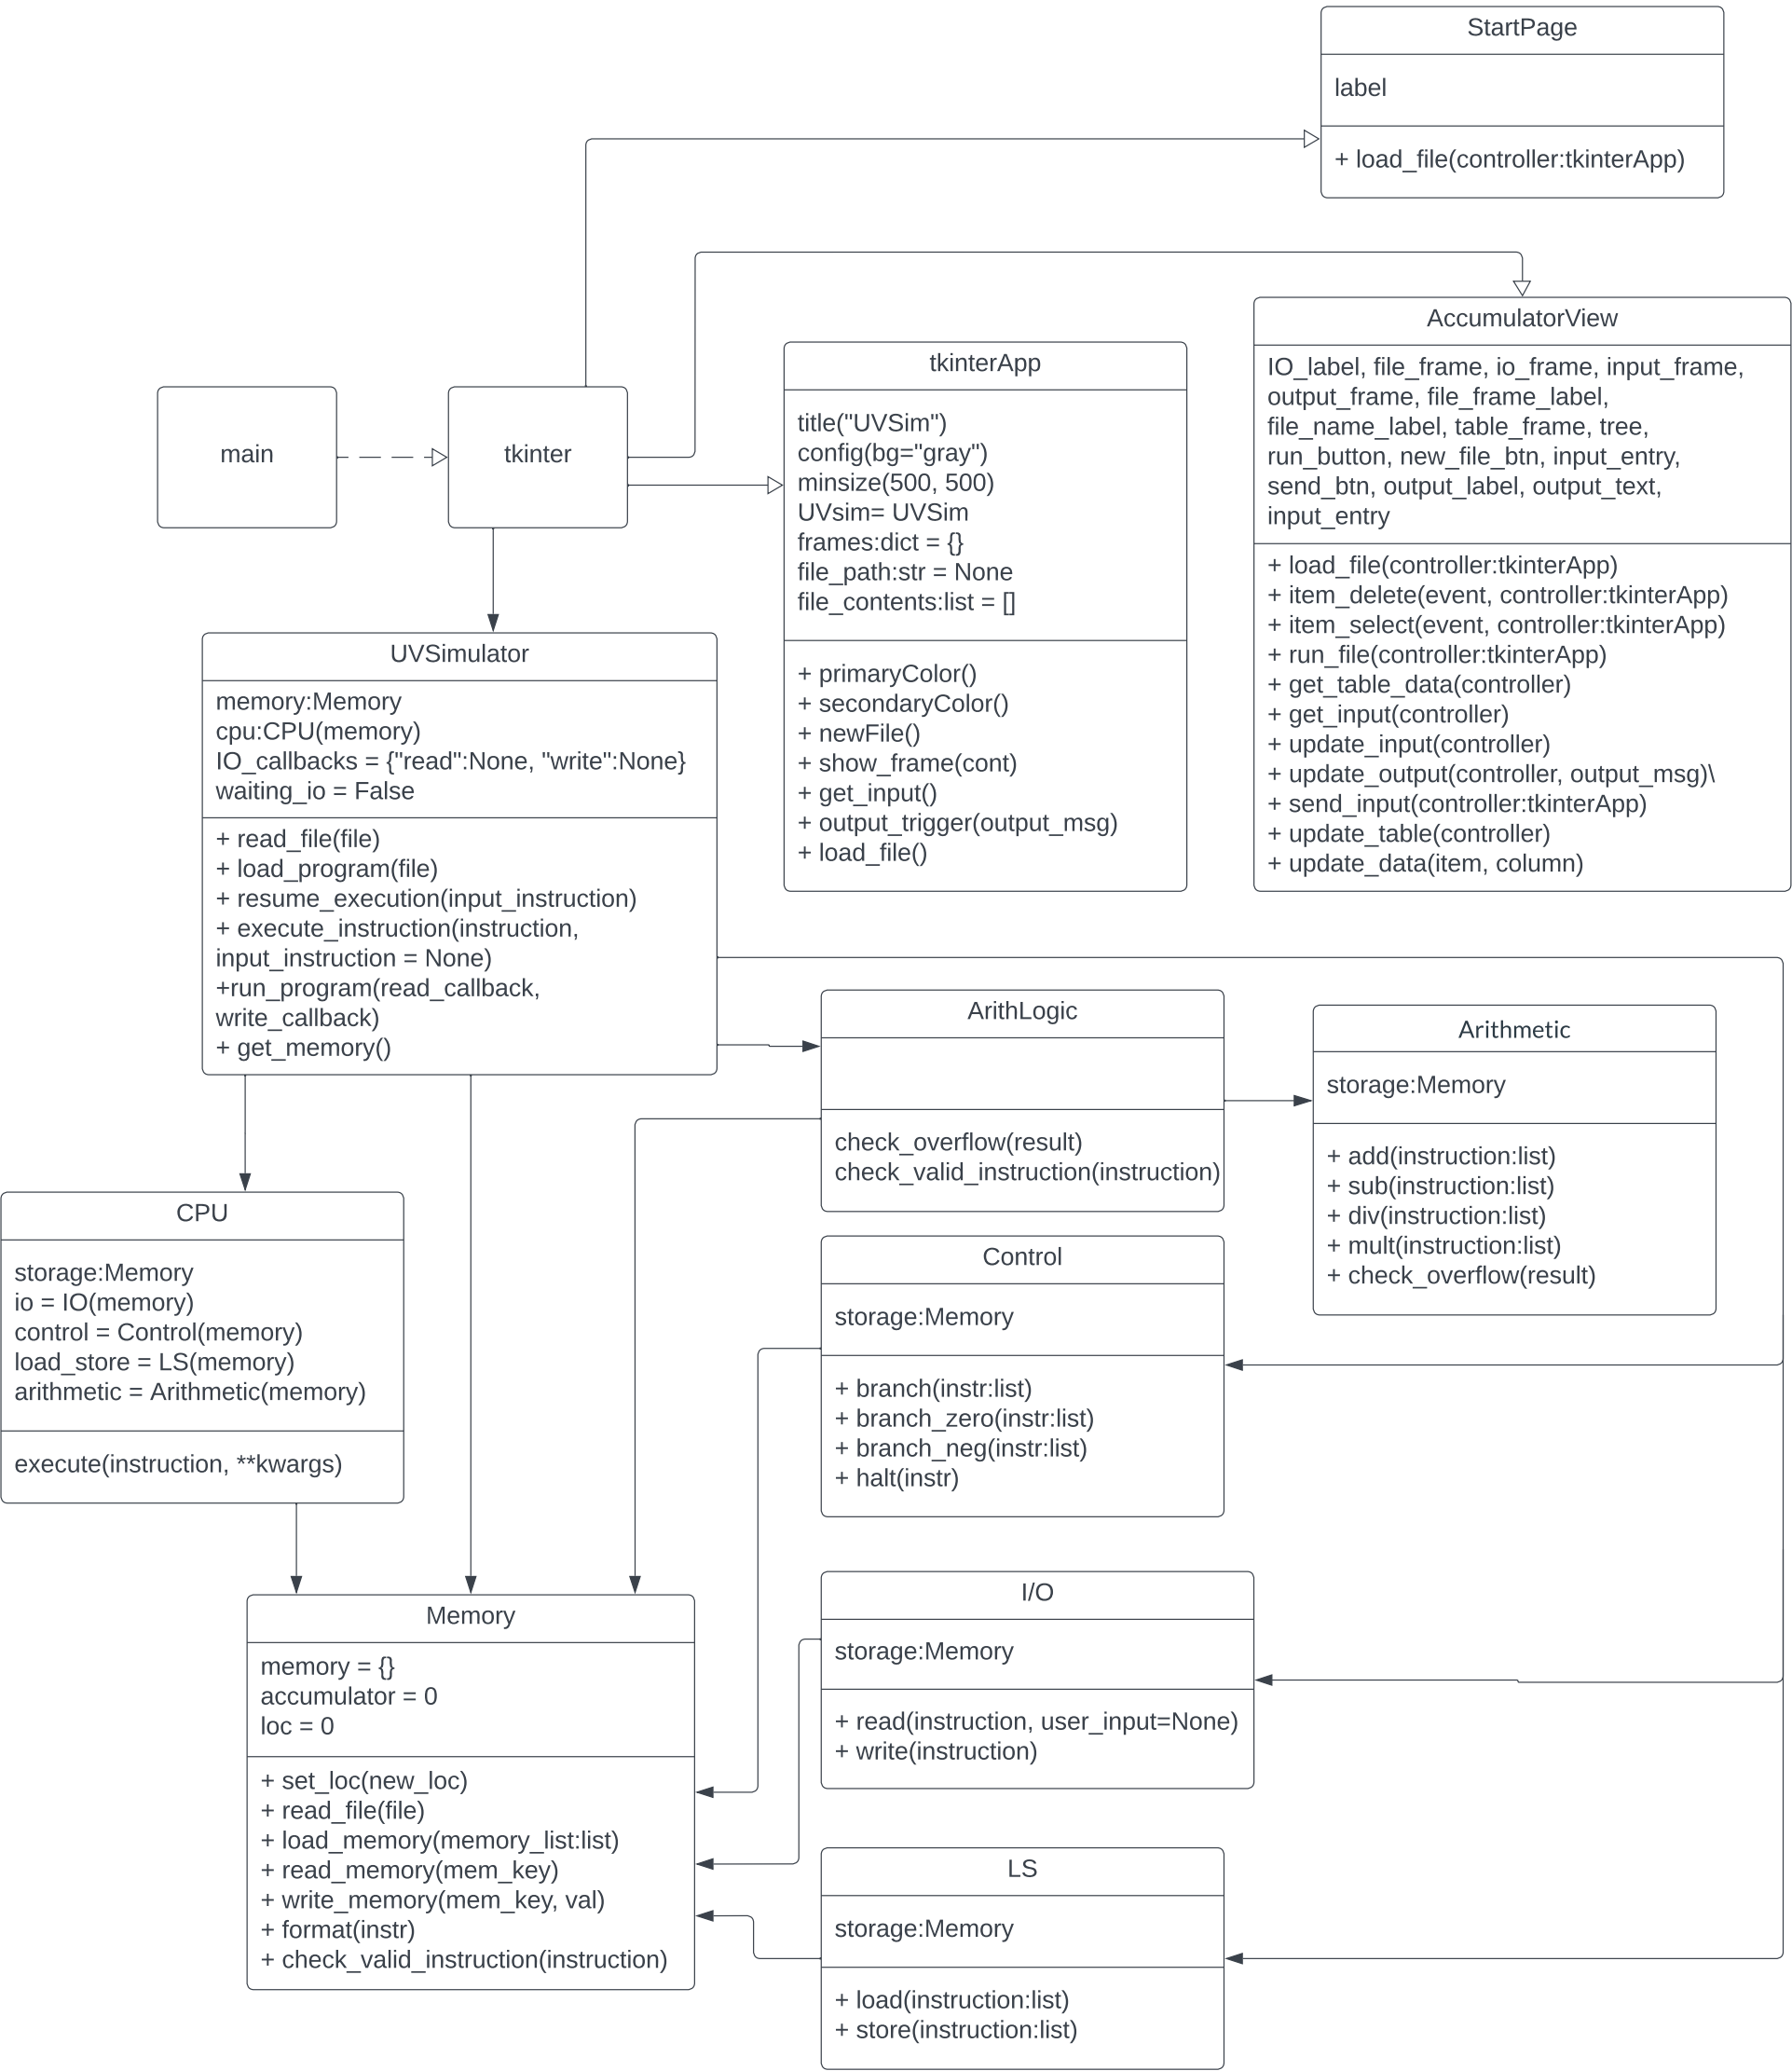 StartPage
label
+ load_file(controller:tkinterApp)
AccumulatorView
IO_label, file_frame, io_frame, input_frame,
output_frame, file_frame_label,
file_name_label, table_frame, tree,
run_button, new_file_btn, input_entry,
send_btn, output_label, output_text,
input_entry
+ load_file(controller:tkinterApp)
+ item_delete(event, controller:tkinterApp)
+ item_select(event, controller:tkinterApp)
+ run_file(controller:tkinterApp)
+ get_table_data(controller)
+ get_input(controller)
+ update_input(controller)
+ update_output(controller, output_msg)\
+ send_input(controller:tkinterApp)
+ update_table(controller)
+ update_data(item, column)
tkinterApp
title("UVSim")
config(bg="gray")
minsize(500, 500)
UVsim= UVSim
frames:dict = {}
file_path:str = None
file_contents:list = []
+ primaryColor()
+ secondaryColor()
+ newFile()
+ show_frame(cont)
+ get_input()
+ output_trigger(output_msg)
+ load_file()
main
tkinter
UVSimulator
memory:Memory
cpu:CPU(memory)
IO_callbacks = {"read":None, "write":None}
waiting_io = False
+ read_file(file)
+ load_program(file)
+ resume_execution(input_instruction)
+ execute_instruction(instruction,
input_instruction = None)
+run_program(read_callback,
write_callback)
+ get_memory()
ArithLogic
check_overflow(result)
check_valid_instruction(instruction)
Arithmetic
storage:Memory
+ add(instruction:list)
+ sub(instruction:list)
+ div(instruction:list)
+ mult(instruction:list)
+ check_overflow(result)
CPU
storage:Memory
io = IO(memory)
control = Control(memory)
load_store = LS(memory)
arithmetic = Arithmetic(memory)
execute(instruction, **kwargs)
Control
storage:Memory
+ branch(instr:list)
+ branch_zero(instr:list)
+ branch_neg(instr:list)
+ halt(instr)
Memory
memory = {}
accumulator = 0
loc = 0
+ set_loc(new_loc)
+ read_file(file)
+ load_memory(memory_list:list)
+ read_memory(mem_key)
+ write_memory(mem_key, val)
+ format(instr)
+ check_valid_instruction(instruction)
I/O
storage:Memory
+ read(instruction, user_input=None)
+ write(instruction)
LS
storage:Memory
+ load(instruction:list)
+ store(instruction:list)